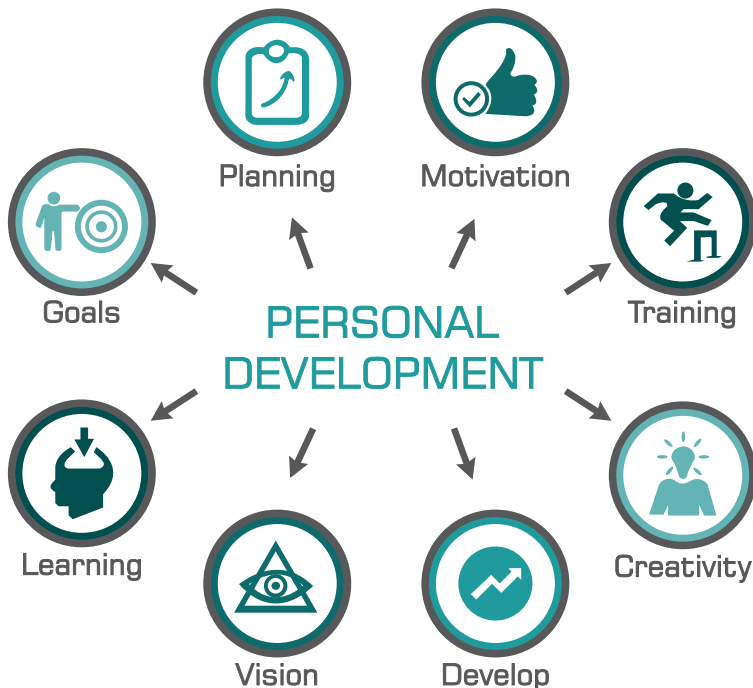 Planning
Motivation
Goals
Training
PERSONAL
DEVELOPMENT
Learning
Creativity
Vision
Develop